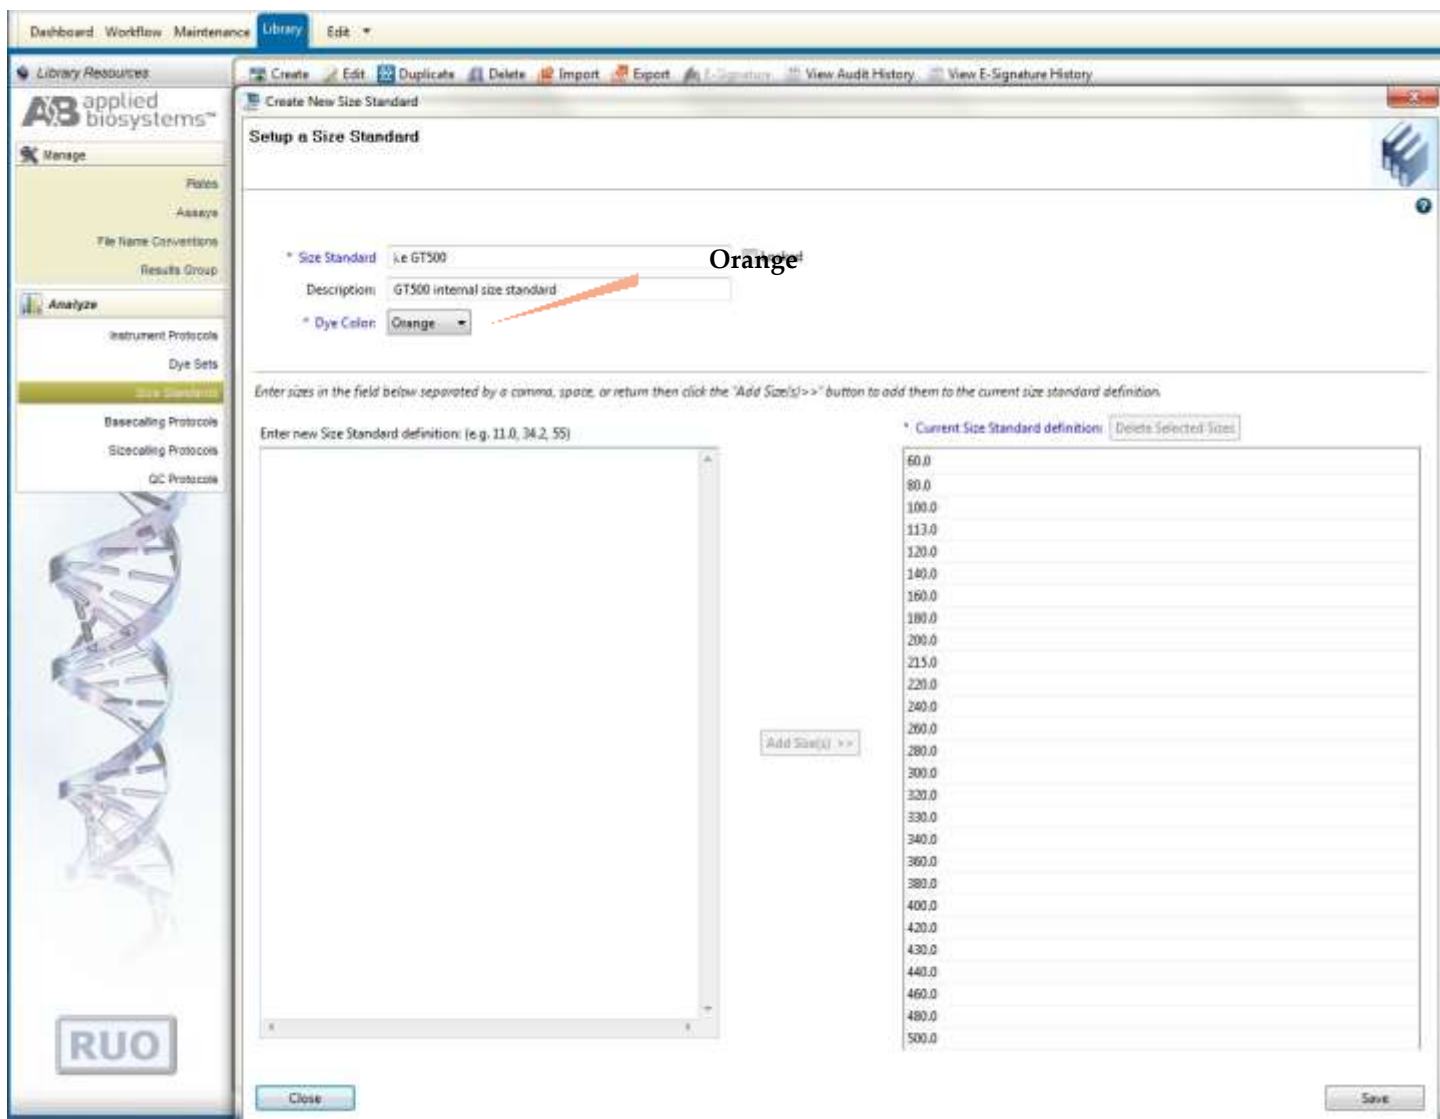 Dashboard Workflow Maintenance Library Edit
Library Resources
Create Edit Duplicate Delete Import Export E-Signature View Audit History View E-Signature History
AB applied biosystems™
Create New Size Standard
Setup a Size Standard
Manage
Plates
Assays
File Name Conventions
Results Group
Analyze
Instrument Protocols
Dye Sets
Size Standards
Basecalling Protocols
Sizecalling Protocols
QC Protocols
RUO
* Size Standard i.e GT500 Locked
Orange
Description: GT500 internal size standard
* Dye Color: Orange
Enter sizes in the field below separated by a comma, space, or return then click the "Add Size(s)>>" button to add them to the current size standard definition.
Enter new Size Standard definition: (e.g. 11.0, 34.2, 55)
* Current Size Standard definition: Delete Selected Sizes
60.0
80.0
100.0
113.0
120.0
140.0
160.0
180.0
200.0
215.0
220.0
240.0
260.0
280.0
300.0
320.0
330.0
340.0
360.0
380.0
400.0
420.0
430.0
440.0
460.0
480.0
500.0
Add Size(s) >>
Close
Save